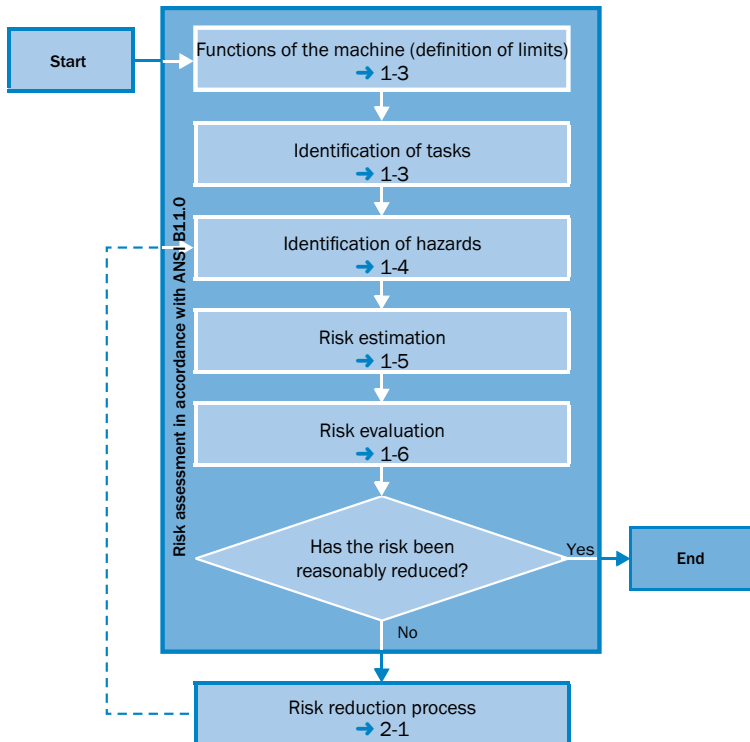 Start
Functions of the machine (definition of limits)
➜ 1-3
Identification of tasks
➜ 1-3
Identification of hazards
➜ 1-4
Risk estimation
➜ 1-5
Risk evaluation
➜ 1-6
Risk assessment in accordance with ANSI B11.0
Has the risk been
reasonably reduced?
Yes
End
No
Risk reduction process
➜ 2-1